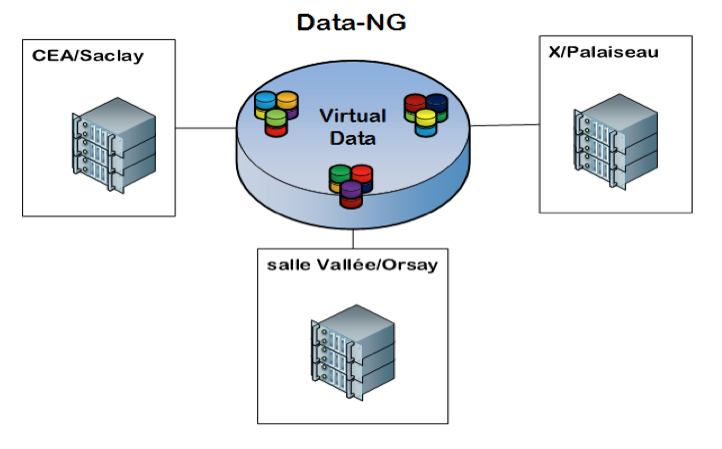 Data-NG
CEA/Saclay
X/Palaiseau
Virtual
Data
salle Vallée/Orsay